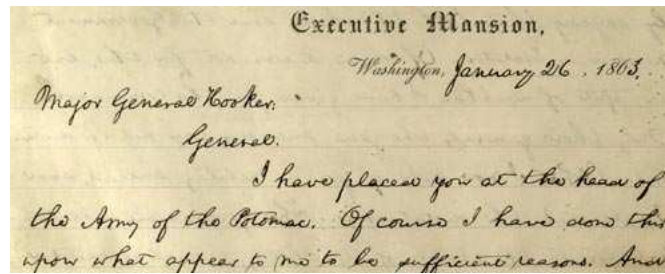 Executive Mansion,
Washington, January 26, 1863.
Major General Hooker:
General.
I have placed you at the head of
the Army of the Potomac. Of course I have done this
upon what appear to me to be sufficient reasons. And